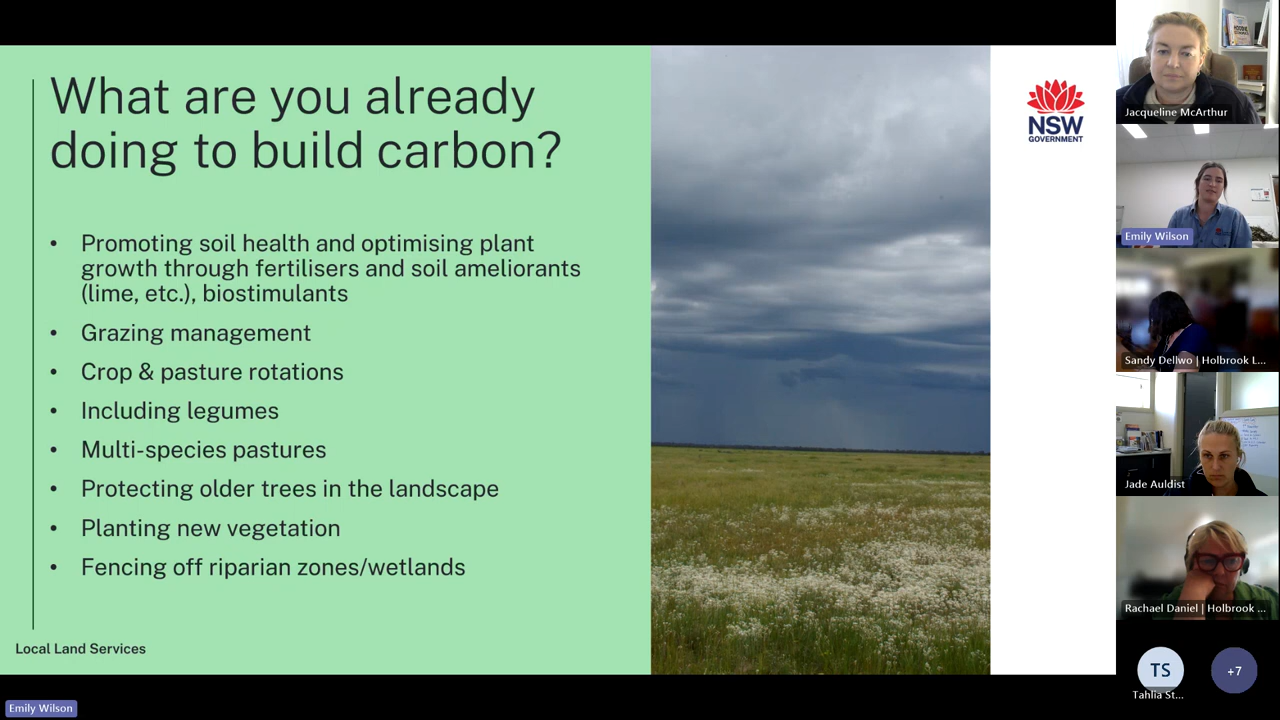 What are you already
doing to build carbon?
• Promoting soil health and optimising plant
growth through fertilisers and soil ameliorants
(lime, etc.), biostimulants
• Grazing management
• Crop & pasture rotations
• Including legumes
• Multi-species pastures
• Protecting older trees in the landscape
• Planting new vegetation
• Fencing off riparian zones/wetlands
Local Land Services
Emily Wilson
NSW
GOVERNMENT
Jacqueline McArthur
Emily Wilson
Sandy Dellwo | Holbrook L...
Jade Auldist
Rachael Daniel | Holbrook ...
TS
Tahlia St...
+7